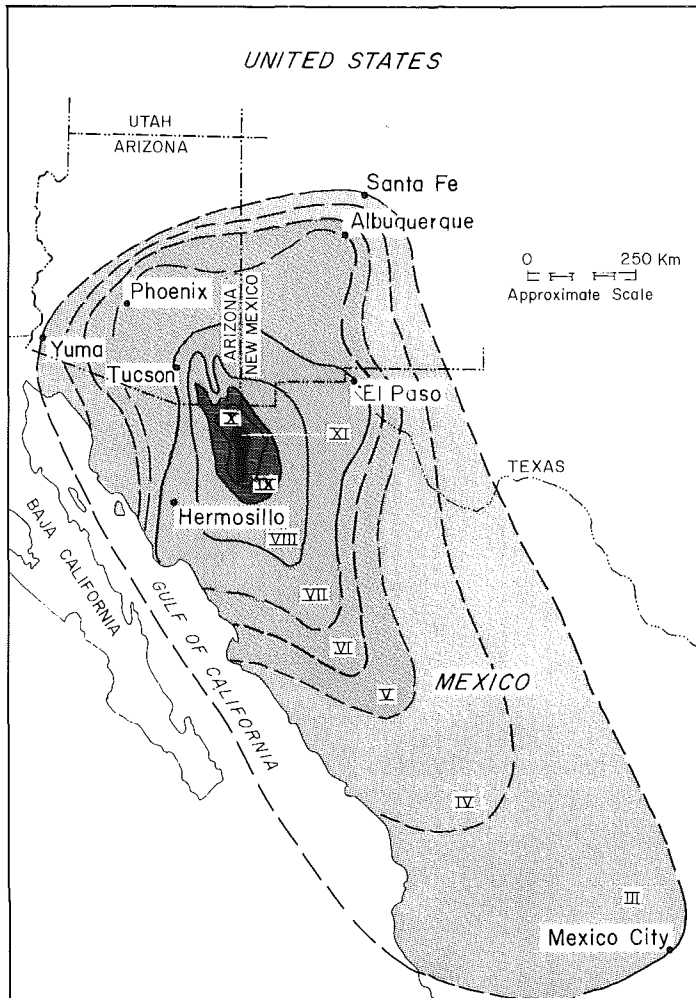 UNITED STATES
UTAH
ARIZONA
Santa Fe
Albuquerque
0 250 Km
Approximate Scale
Phoenix
ARIZONA
NEW MEXICO
Yuma
Tucson
El Paso
X
XI
TEXAS
IX
Hermosillo
VIII
BAJA CALIFORNIA
GULF OF CALIFORNIA
VII
VI
V
MEXICO
IV
III
Mexico City